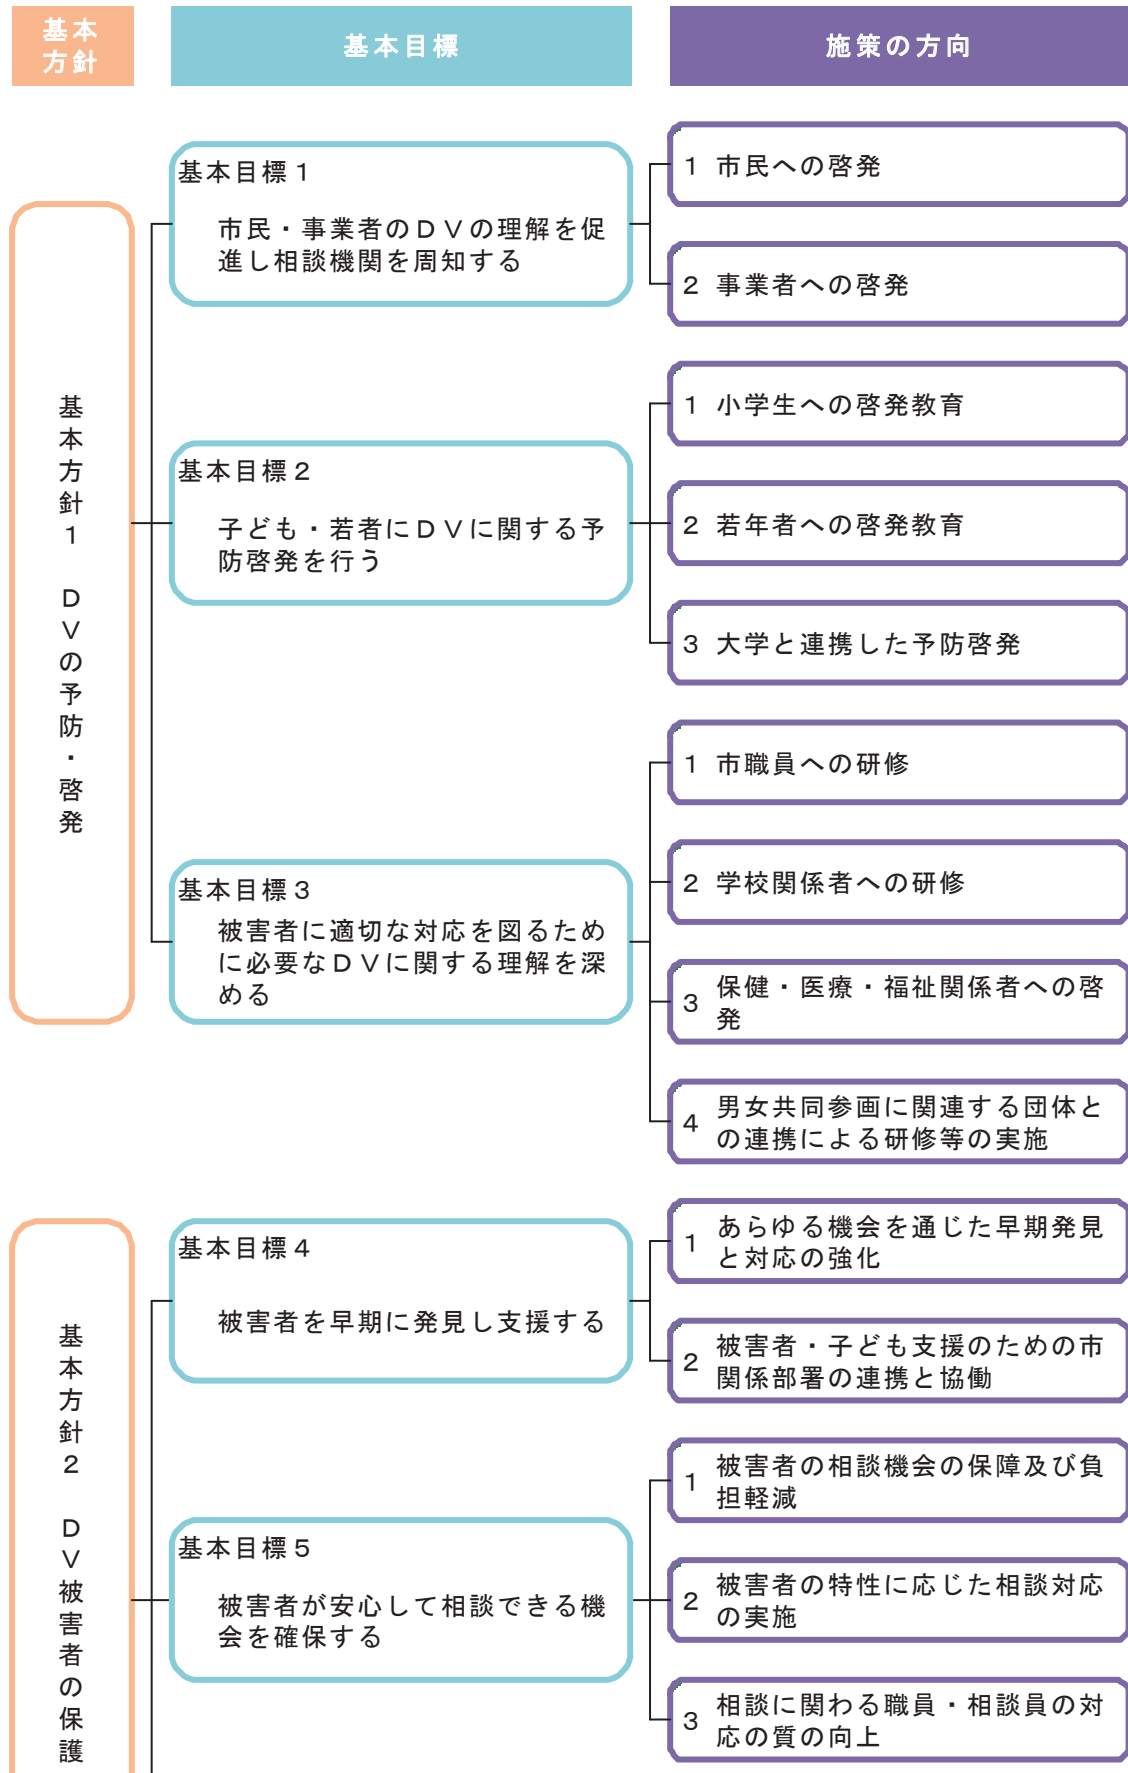 基本
方針
基本目標
施策の方向
基本方針１　ＤＶの予防・啓発
基本目標１
市民・事業者のＤＶの理解を促
進し相談機関を周知する
１ 市民への啓発
２ 事業者への啓発
基本目標２
子ども・若者にＤＶに関する予
防啓発を行う
１ 小学生への啓発教育
２ 若年者への啓発教育
３ 大学と連携した予防啓発
基本目標３
被害者に適切な対応を図るため
に必要なＤＶに関する理解を深
める
１ 市職員への研修
２ 学校関係者への研修
３ 保健・医療・福祉関係者への啓
発
４ 男女共同参画に関連する団体と
の連携による研修等の実施
基本方針２　ＤＶ被害者の保護
基本目標４
被害者を早期に発見し支援する
１ あらゆる機会を通じた早期発見
と対応の強化
２ 被害者・子ども支援のための市
関係部署の連携と協働
基本目標５
被害者が安心して相談できる機
会を確保する
１ 被害者の相談機会の保障及び負
担軽減
２ 被害者の特性に応じた相談対応
の実施
３ 相談に関わる職員・相談員の対
応の質の向上